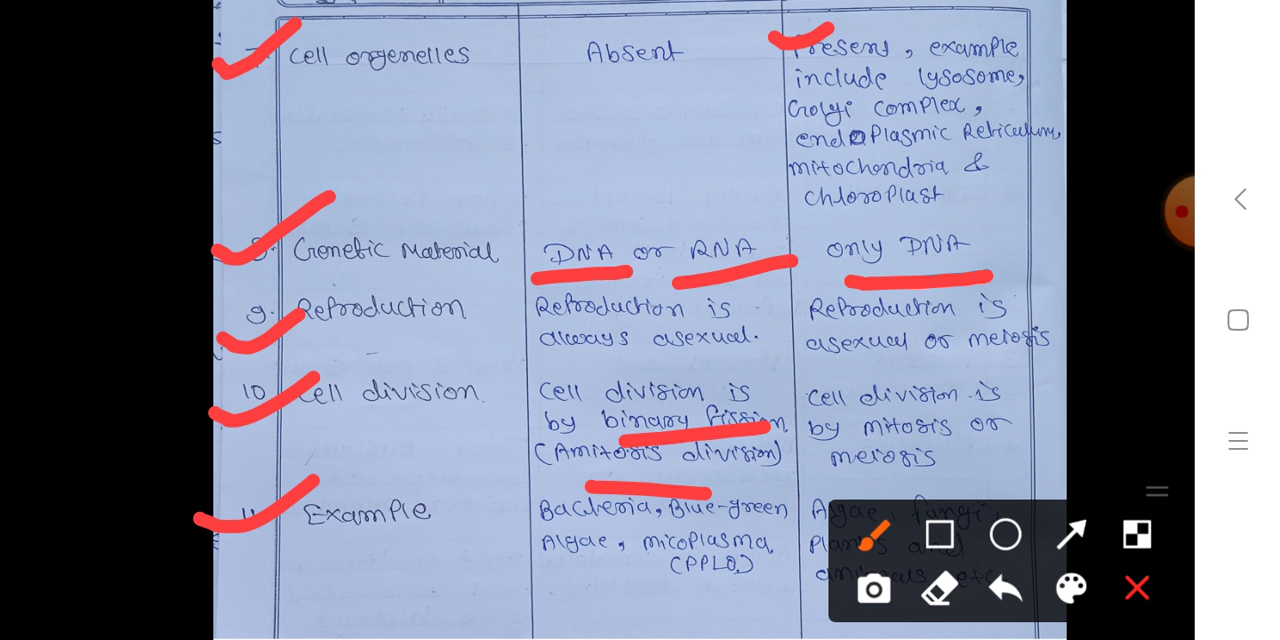 7. Cell orgenelles
Absent
Present, example
include lysosome,
Golgi complex,
endoplasmic Reticulum,
mitochondria &
chloroplast
8. Genetic Material
DNA or RNA
only DNA
9. Reproduction
Reproduction is
always asexual.
Reproduction is
asexual or meiosis
10 Cell division
Cell division is
by binary fission
(Amitosis division)
Cell division is
by mitosis or
meiosis
11 Example
Bacteria, Blue-green
Algae, micoplasma
(PPLO)
Algae, fungi,
plants and